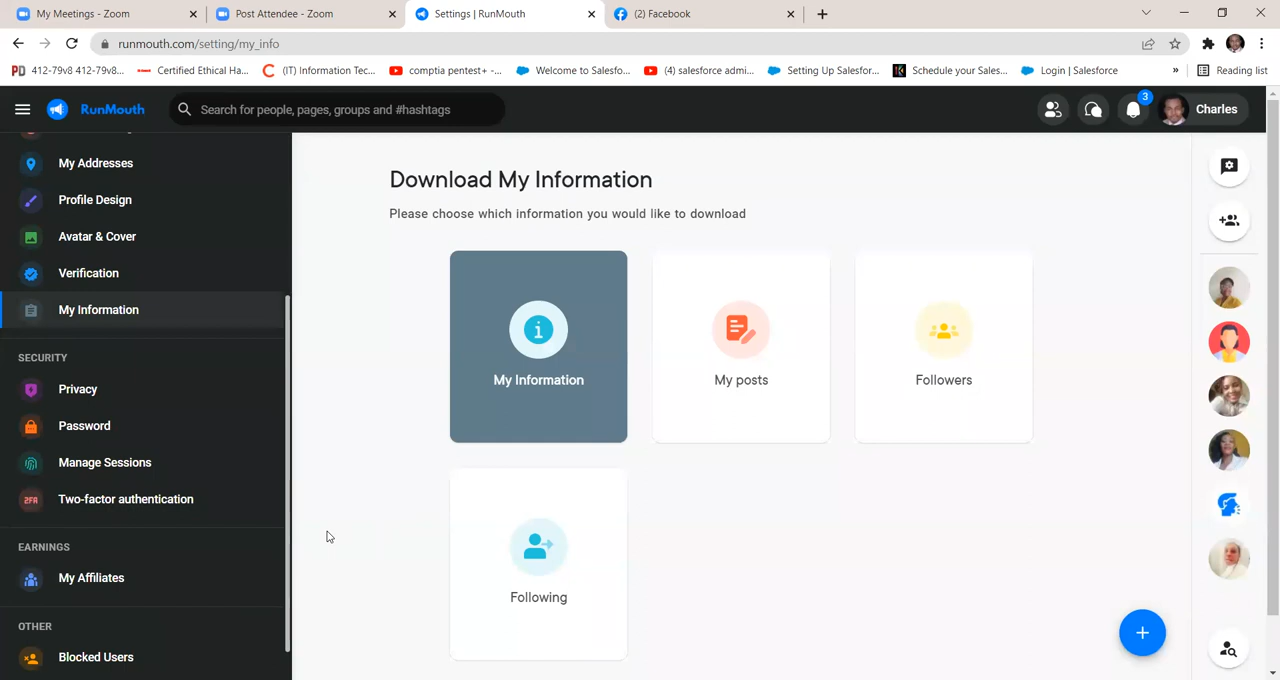 My Meetings - Zoom
Post Attendee - Zoom
Settings | RunMouth
(2) Facebook
runmouth.com/setting/my_info
412-79v8 412-79v8...
Certified Ethical Ha...
(IT) Information Tec...
comptia pentest+ -...
Welcome to Salesfo...
(4) salesforce admi...
Setting Up Salesfor...
Schedule your Sales...
Login | Salesforce
»
Reading list
RunMouth
Search for people, pages, groups and #hashtags
3
Charles
My Addresses
Profile Design
Avatar & Cover
Verification
My Information
SECURITY
Privacy
Password
Manage Sessions
2FA Two-factor authentication
EARNINGS
My Affiliates
OTHER
Blocked Users
Download My Information
Please choose which information you would like to download
My Information
My posts
Followers
Following